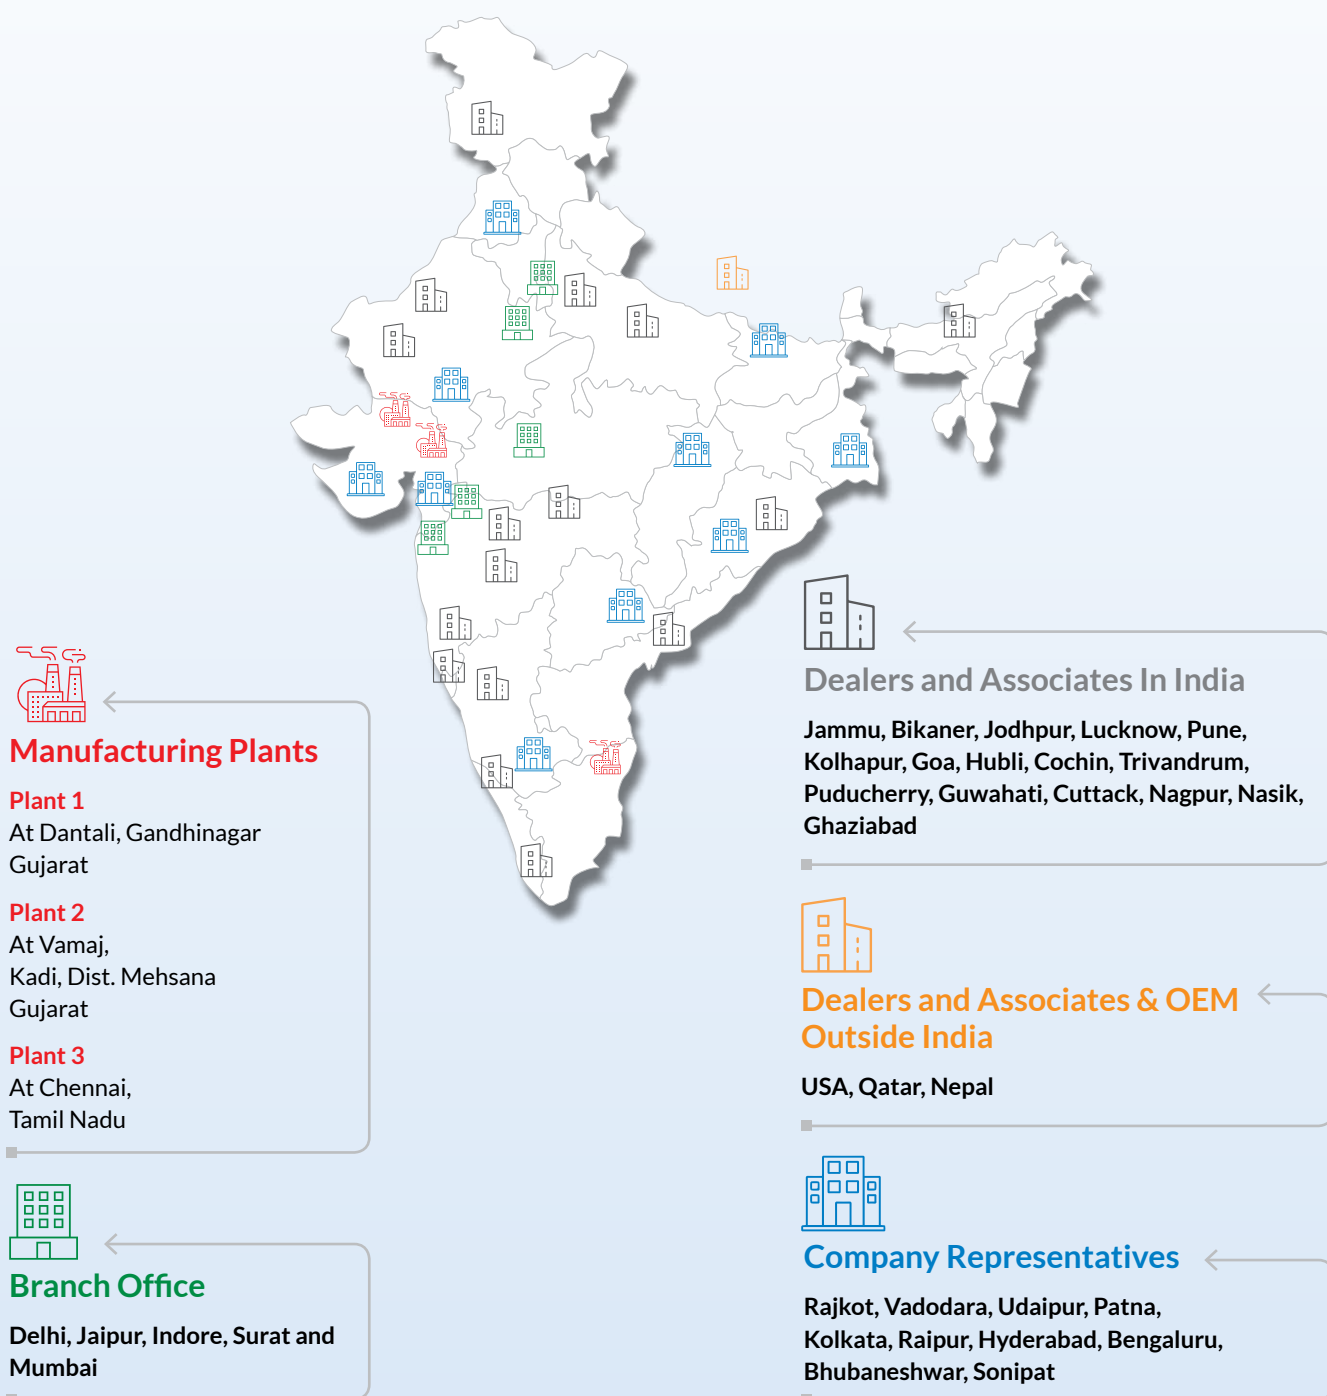 Manufacturing Plants
Plant 1
At Dantali, Gandhinagar
Gujarat
Plant 2
At Vamaj,
Kadi, Dist. Mehsana
Gujarat
Plant 3
At Chennai,
Tamil Nadu
Branch Office
Delhi, Jaipur, Indore, Surat and
Mumbai
Dealers and Associates In India
Jammu, Bikaner, Jodhpur, Lucknow, Pune,
Kolhapur, Goa, Hubli, Cochin, Trivandrum,
Puducherry, Guwahati, Cuttack, Nagpur, Nasik,
Ghaziabad
Dealers and Associates & OEM
Outside India
USA, Qatar, Nepal
Company Representatives
Rajkot, Vadodara, Udaipur, Patna,
Kolkata, Raipur, Hyderabad, Bengaluru,
Bhubaneshwar, Sonipat